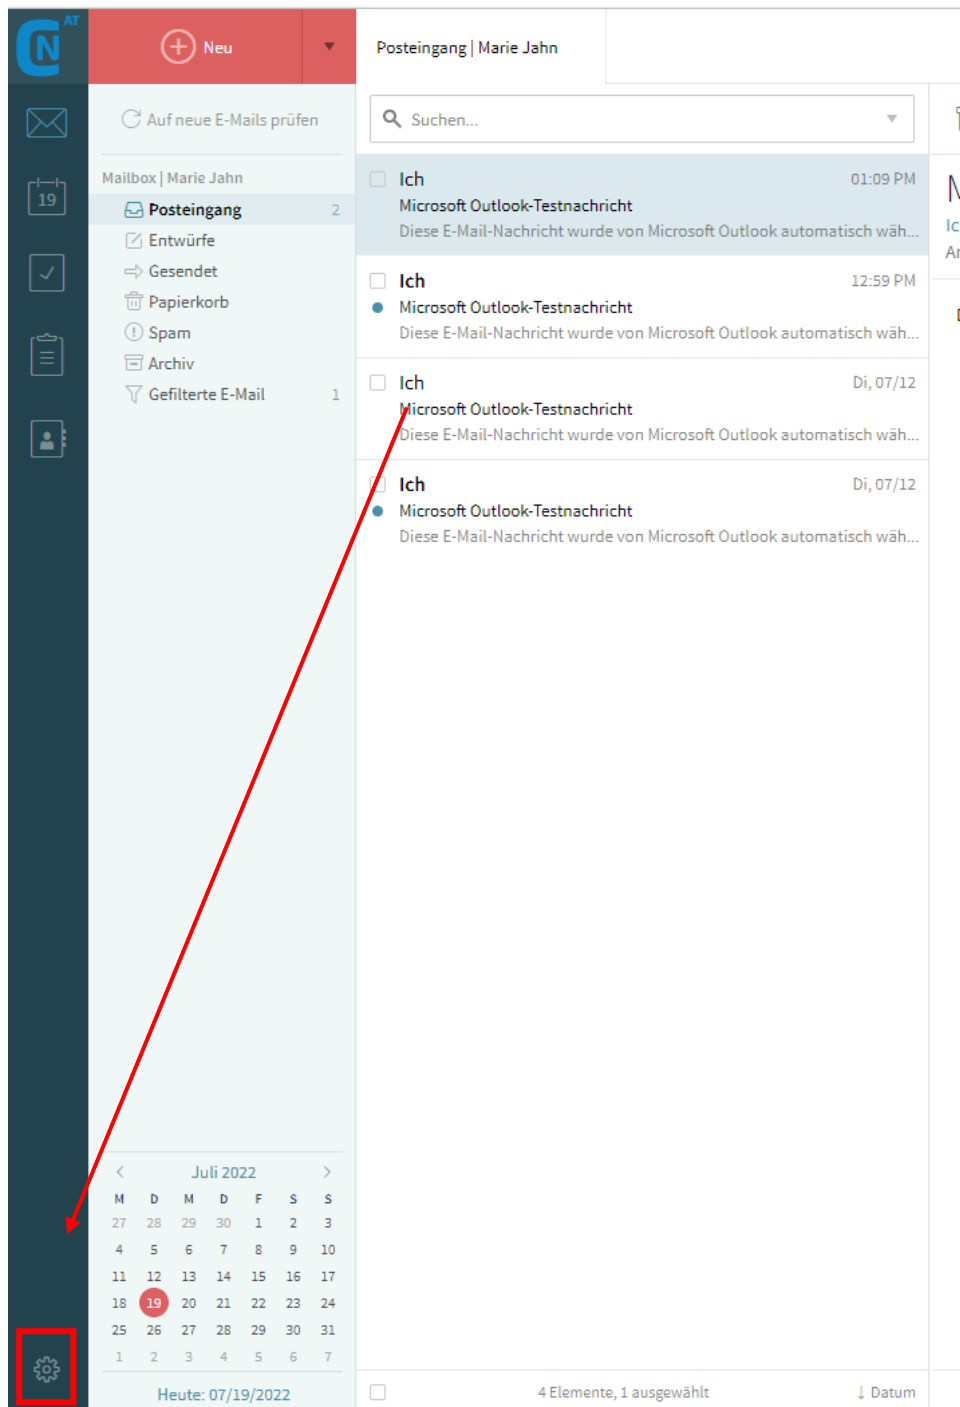 CN AT
Neu
Posteingang | Marie Jahn
Auf neue E-Mails prüfen
Suchen...
Mailbox | Marie Jahn
Posteingang 2
Entwürfe
Gesendet
Papierkorb
Spam
Archiv
Gefilterte E-Mail 1
19
Ich 01:09 PM
Microsoft Outlook-Testnachricht
Diese E-Mail-Nachricht wurde von Microsoft Outlook automatisch wäh...
Ich 12:59 PM
Microsoft Outlook-Testnachricht
Diese E-Mail-Nachricht wurde von Microsoft Outlook automatisch wäh...
Ich Di, 07/12
Microsoft Outlook-Testnachricht
Diese E-Mail-Nachricht wurde von Microsoft Outlook automatisch wäh...
Ich Di, 07/12
Microsoft Outlook-Testnachricht
Diese E-Mail-Nachricht wurde von Microsoft Outlook automatisch wäh...
Juli 2022
M D M D F S S
27 28 29 30 1 2 3
4 5 6 7 8 9 10
11 12 13 14 15 16 17
18 19 20 21 22 23 24
25 26 27 28 29 30 31
1 2 3 4 5 6 7
Heute: 07/19/2022
4 Elemente, 1 ausgewählt
↓ Datum